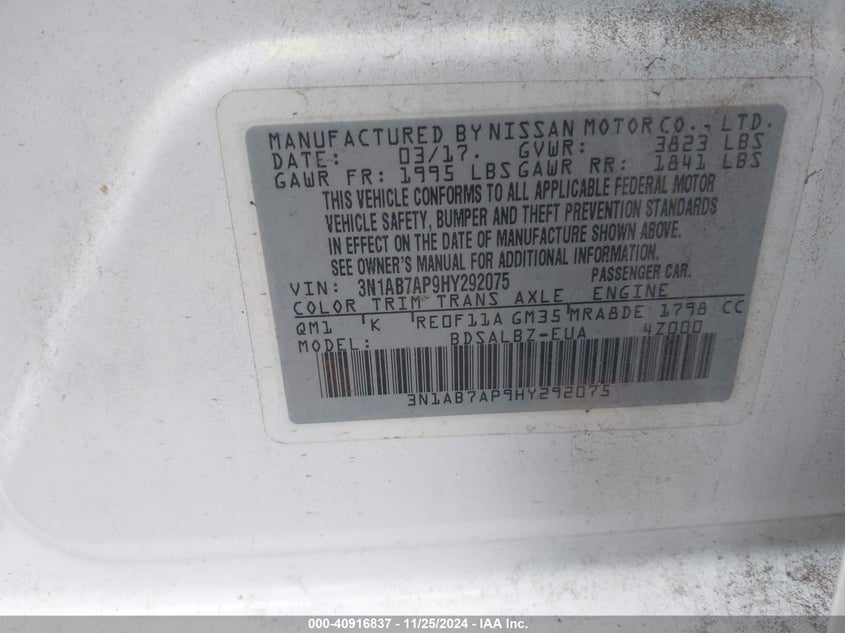 MANUFACTURED BY NISSAN MOTOR CO., LTD.
DATE: 03/17. GVWR: 3823 LBS
GAWR FR: 1995 LBS GAWR RR: 1841 LBS
THIS VEHICLE CONFORMS TO ALL APPLICABLE FEDERAL MOTOR
VEHICLE SAFETY, BUMPER AND THEFT PREVENTION STANDARDS
IN EFFECT ON THE DATE OF MANUFACTURE SHOWN ABOVE.
SEE OWNER'S MANUAL FOR ADDITIONAL INFORMATION.
VIN: 3N1AB7AP9HY292075 PASSENGER CAR.
COLOR TRIM TRANS AXLE ENGINE
QM1 K RE0F11A GM35 MRA8DE 1798 CC
MODEL: BDSALBZ-EUA 4Z000
3N1AB7AP9HY292075
000-40916837 - 11/25/2024 - IAA Inc.